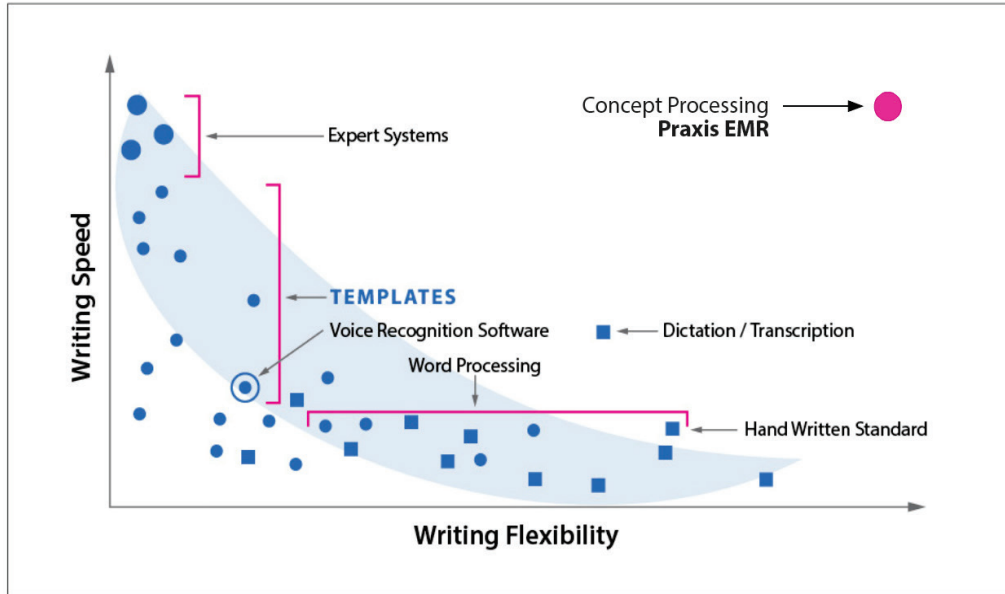 Concept Processing
Praxis EMR
Expert Systems
TEMPLATES
Voice Recognition Software
Dictation / Transcription
Word Processing
Hand Written Standard
Writing Speed
Writing Flexibility